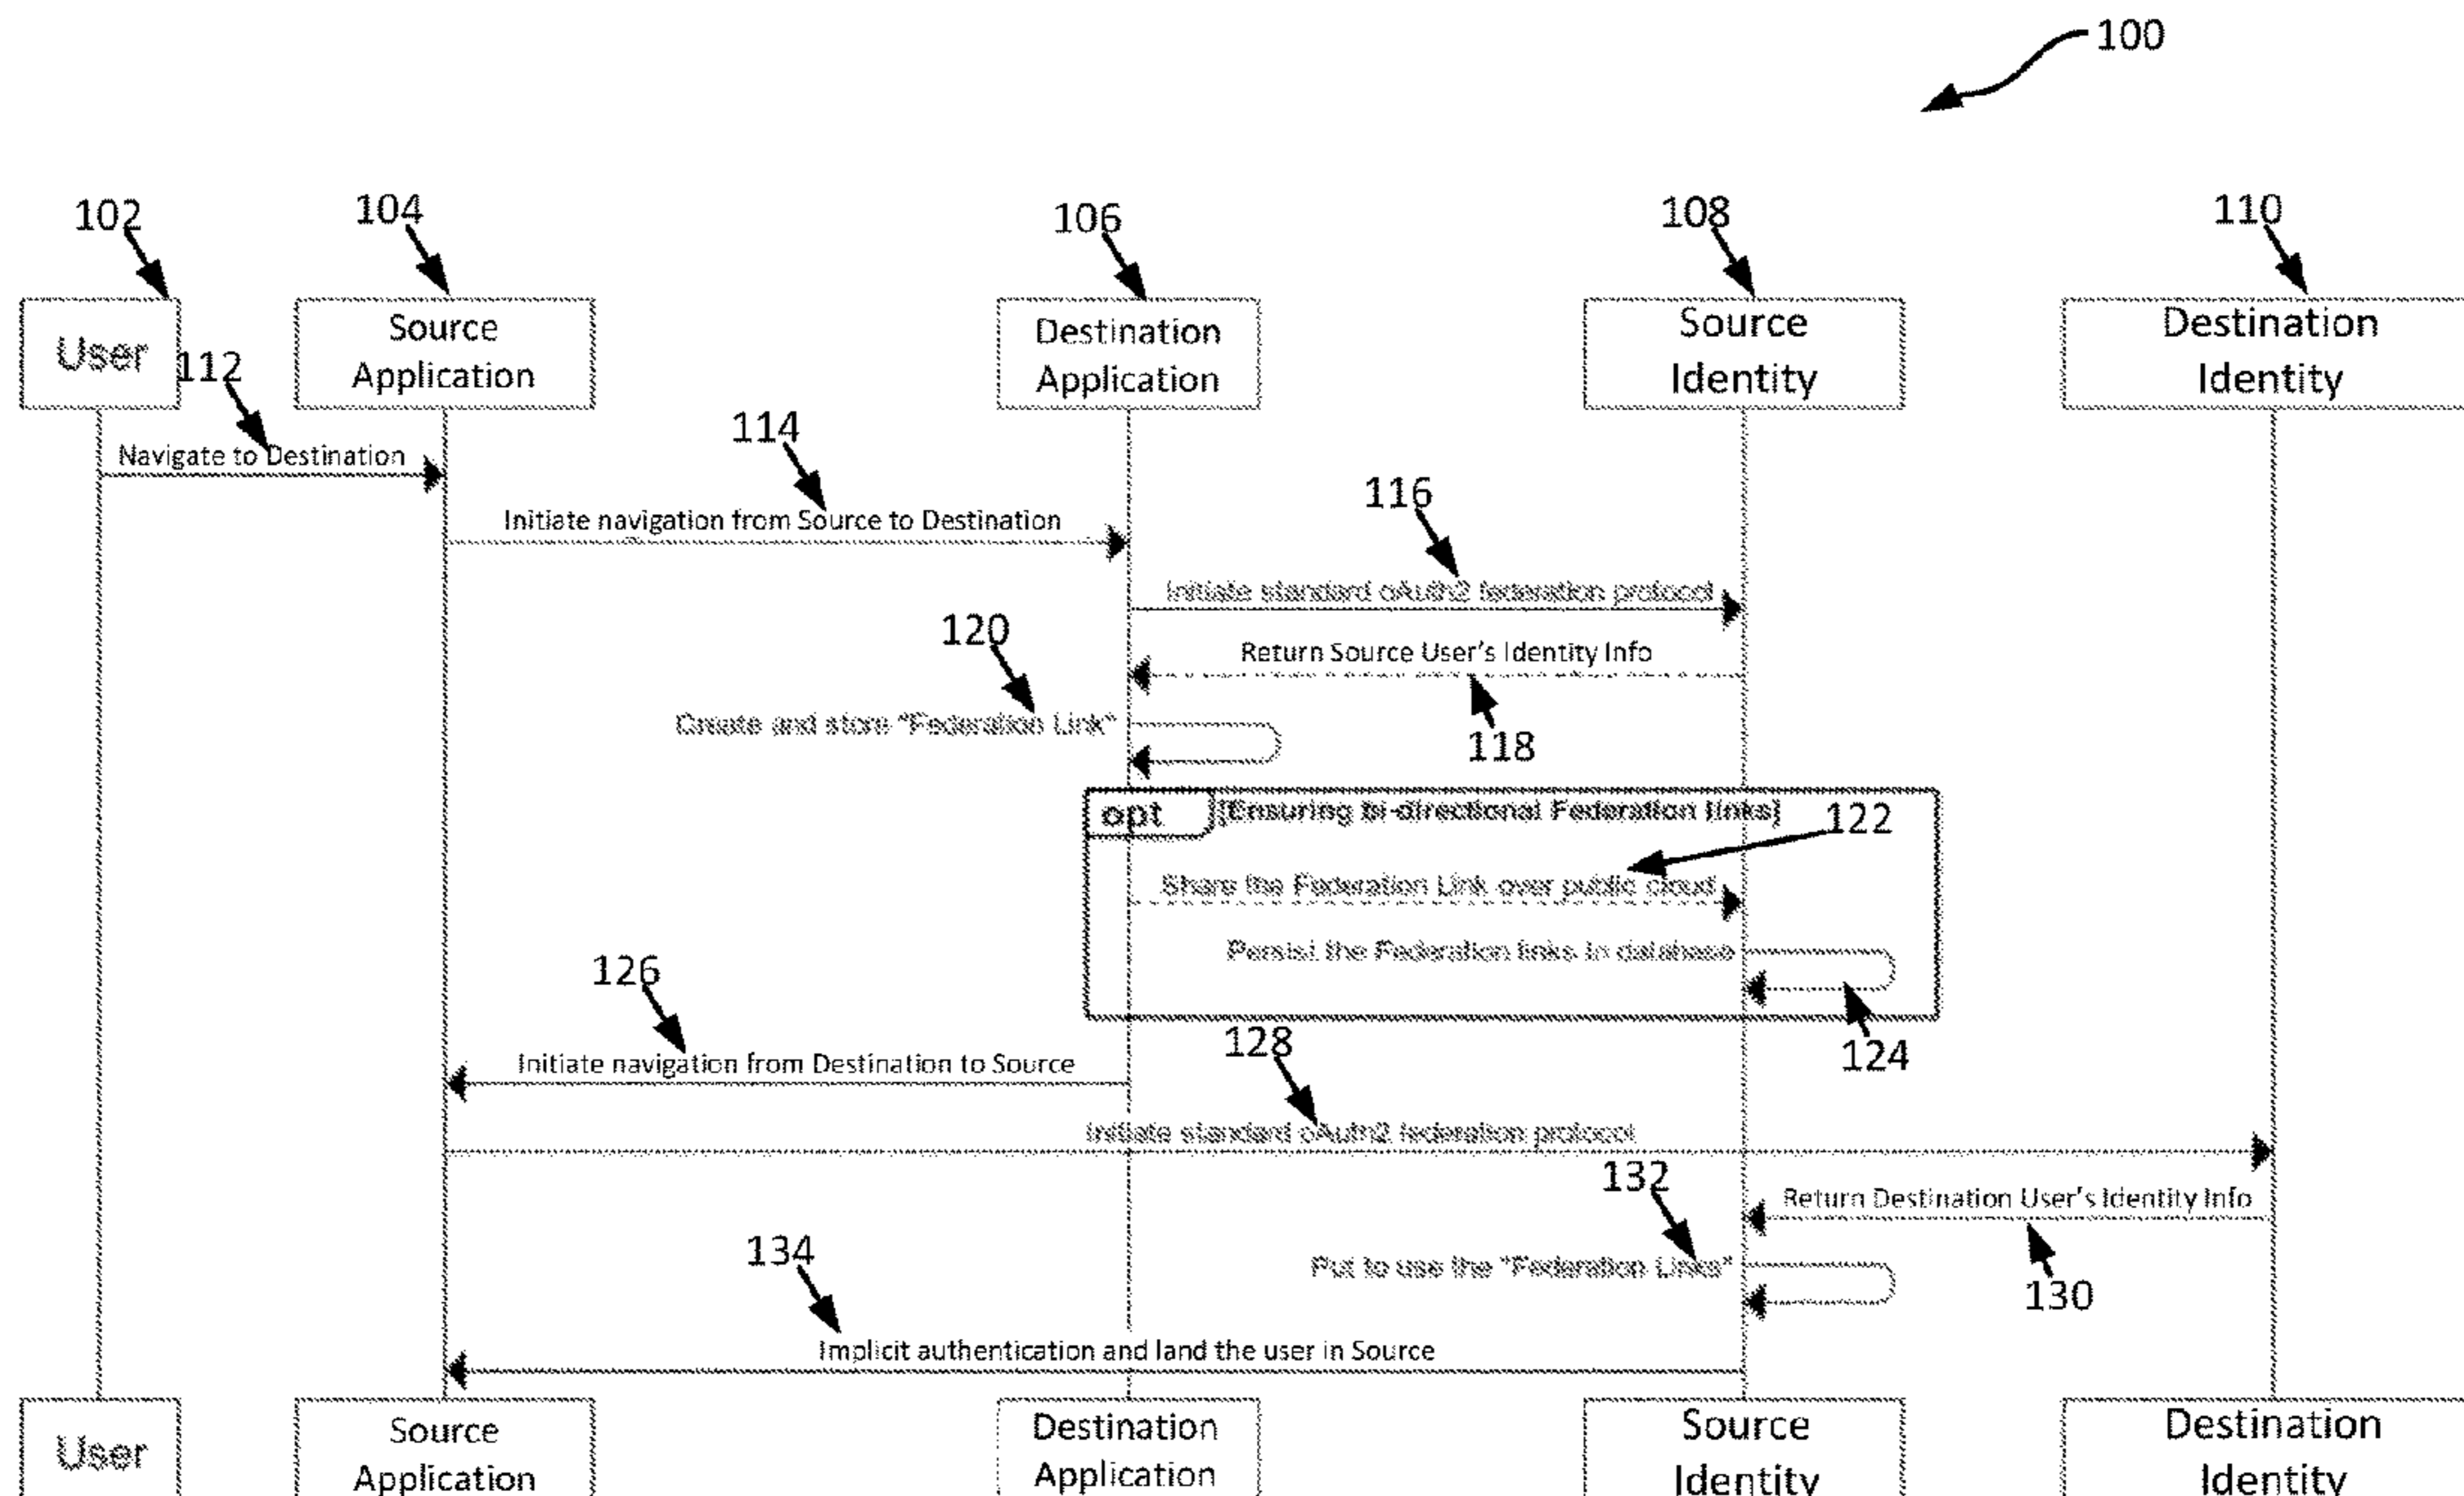 100
102
104
106
108
110
User
Source
Application
Destination
Application
Source
Identity
Destination
Identity
112
Navigate to Destination
114
Initiate navigation from Source to Destination
116
Initiate standard oAuth2 federation protocol
120
Return Source User's Identity Info
118
Create and store "Federation Link"
opt
[Ensuring bi-directional Federation links]
122
Share the Federation Link over public cloud
Persist the Federation links in database
124
126
Initiate navigation from Destination to Source
128
Initiate standard oAuth2 federation protocol
132
Return Destination User's Identity Info
130
Put to use the "Federation Links"
134
Implicit authentication and land the user in Source
User
Source
Application
Destination
Application
Source
Identity
Destination
Identity